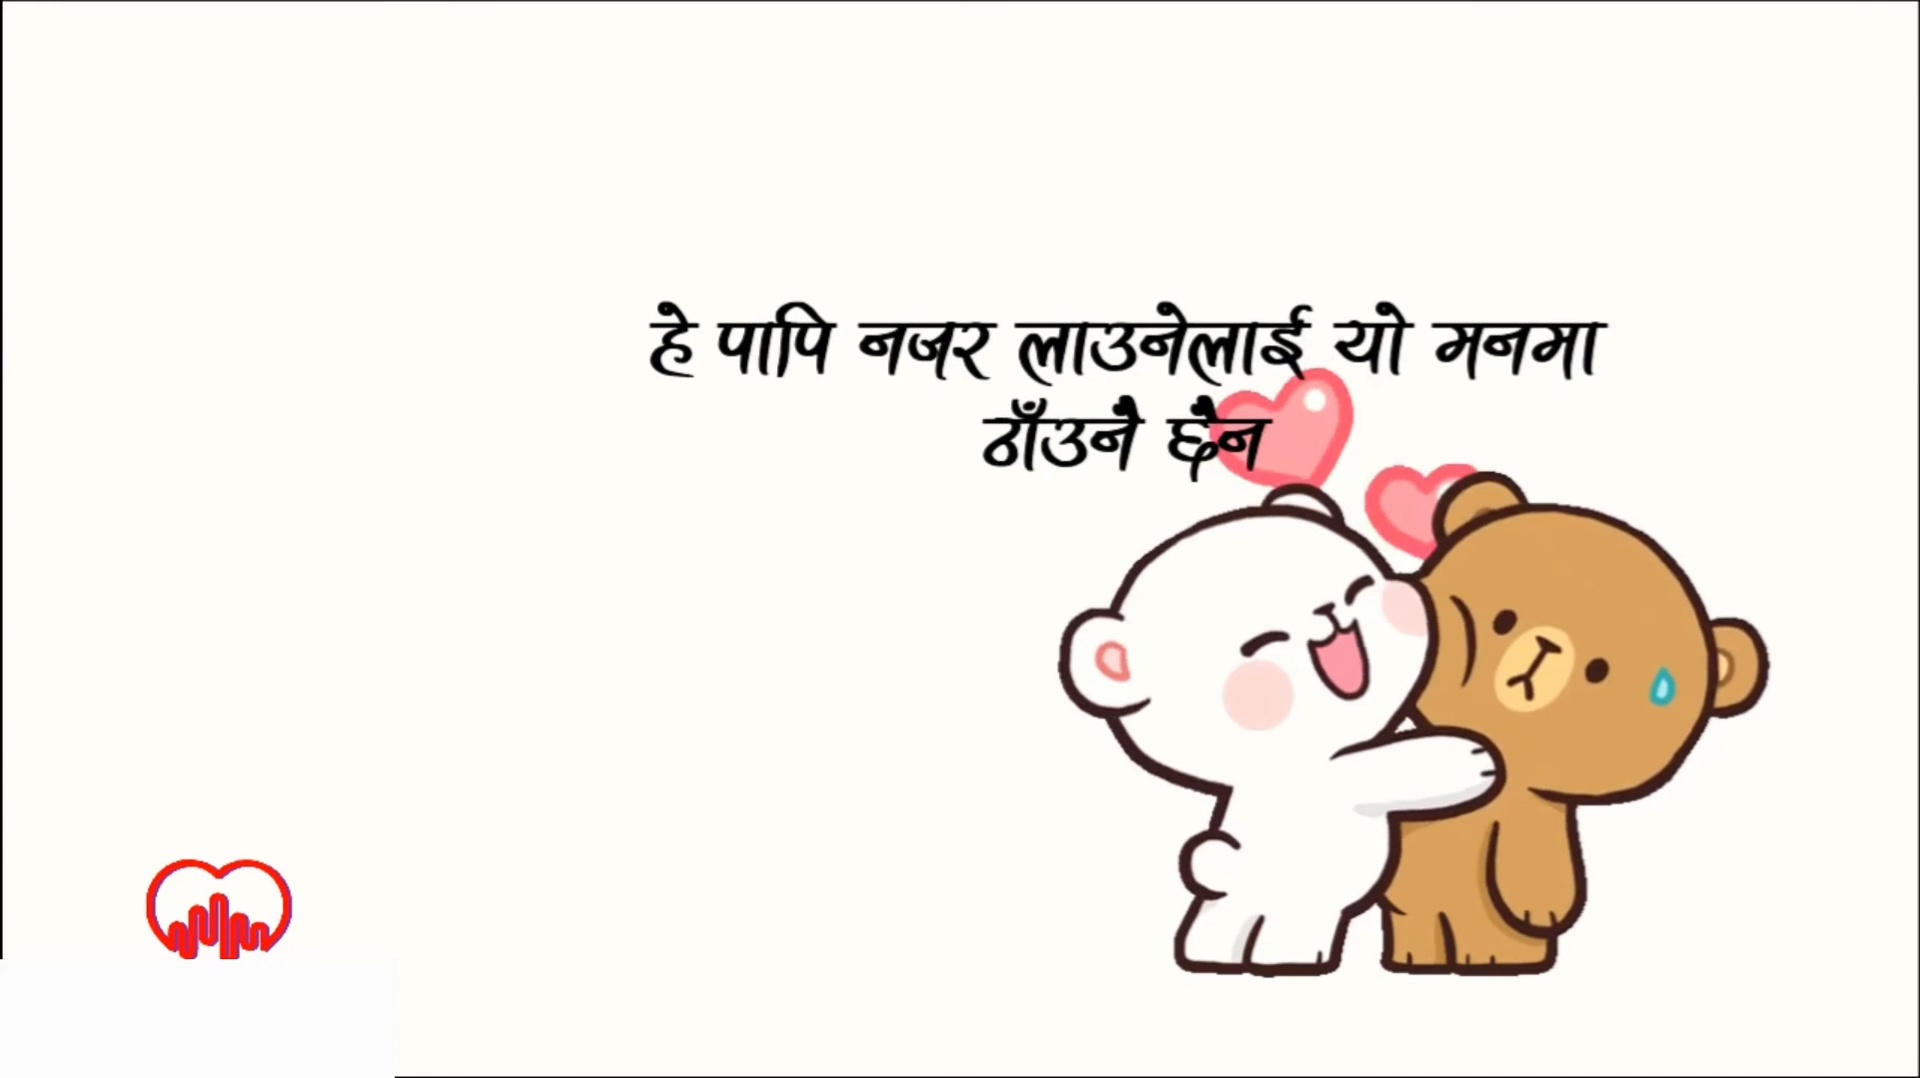 हे पापि नजर लाउनेलाई यो मनमा
ठाँउनै छैन